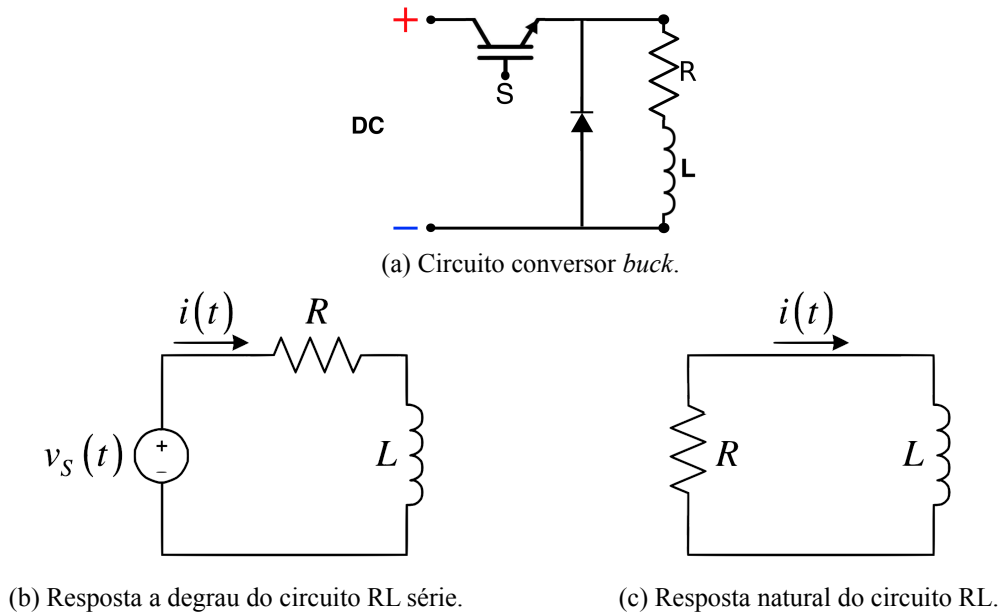 +
S
R
DC
L
−
(a) Circuito conversor buck.
i(t)
R
v_S(t)
+
−
L
i(t)
R
L
(b) Resposta a degrau do circuito RL série.
(c) Resposta natural do circuito RL.